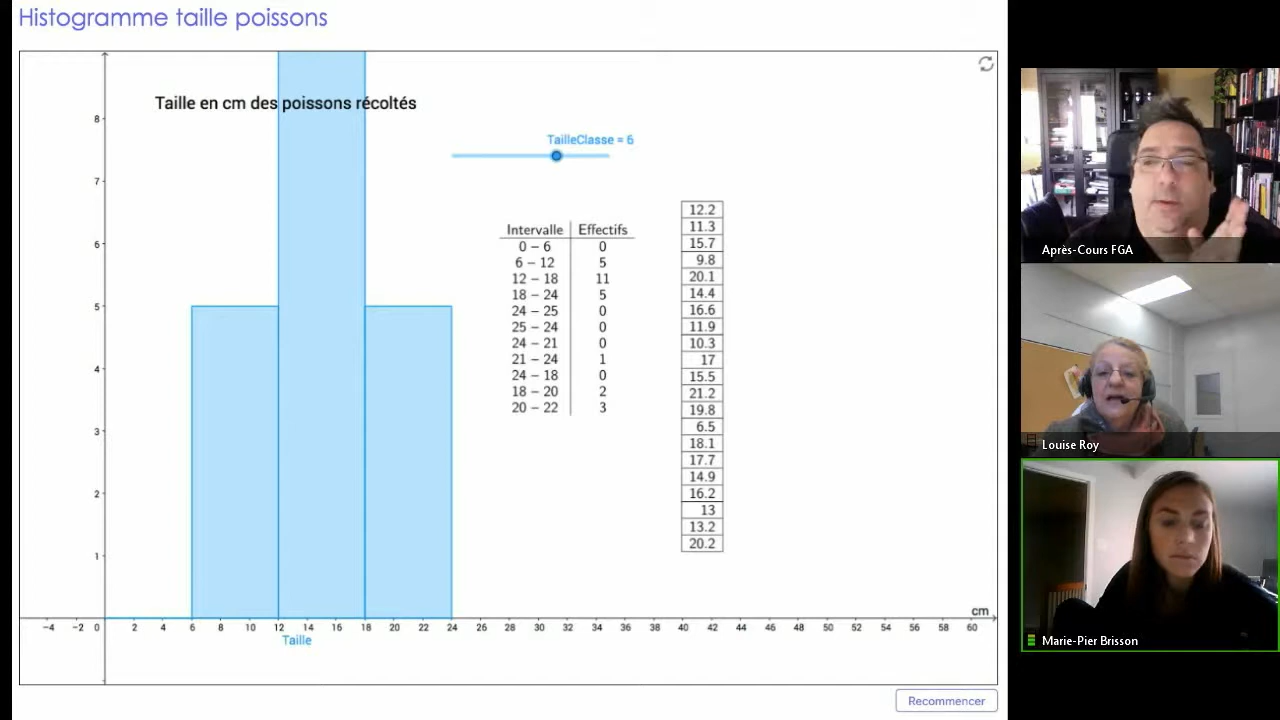 Histogramme taille poissons
Taille en cm des poissons récoltés
TailleClasse = 6
8
7
6
5
4
3
2
1
Intervalle Effectifs
0 – 6 0
6 – 12 5
12 – 18 11
18 – 24 5
24 – 25 0
25 – 24 0
24 – 21 0
21 – 24 1
24 – 18 0
18 – 20 2
20 – 22 3
12.2
11.3
15.7
9.8
20.1
14.4
16.6
11.9
10.3
17
15.5
21.2
19.8
6.5
18.1
17.7
14.9
16.2
13
13.2
20.2
cm
−4 −2 0 2 4 6 8 10 12 14 16 18 20 22 24 26 28 30 32 34 36 38 40 42 44 46 48 50 52 54 56 58 60
Taille
Recommencer
Après-Cours FGA
Louise Roy
Marie-Pier Brisson